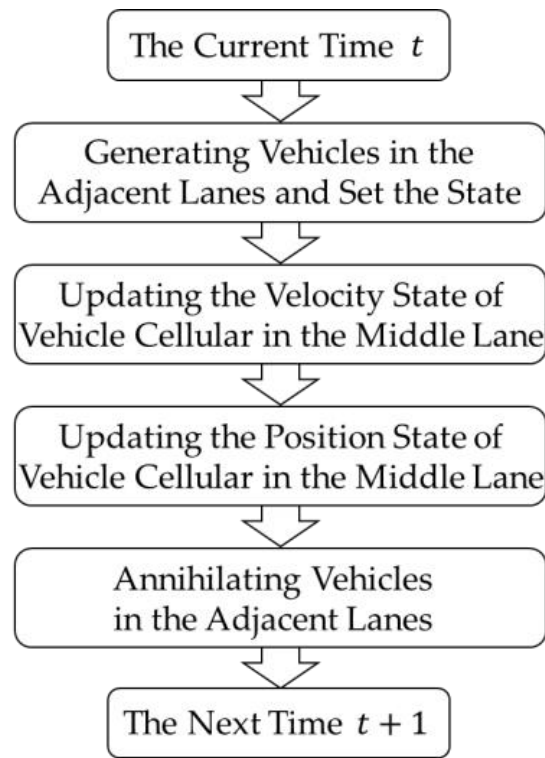 The Current Time t
Generating Vehicles in the
Adjacent Lanes and Set the State
Updating the Velocity State of
Vehicle Cellular in the Middle Lane
Updating the Position State of
Vehicle Cellular in the Middle Lane
Annihilating Vehicles
in the Adjacent Lanes
The Next Time t + 1